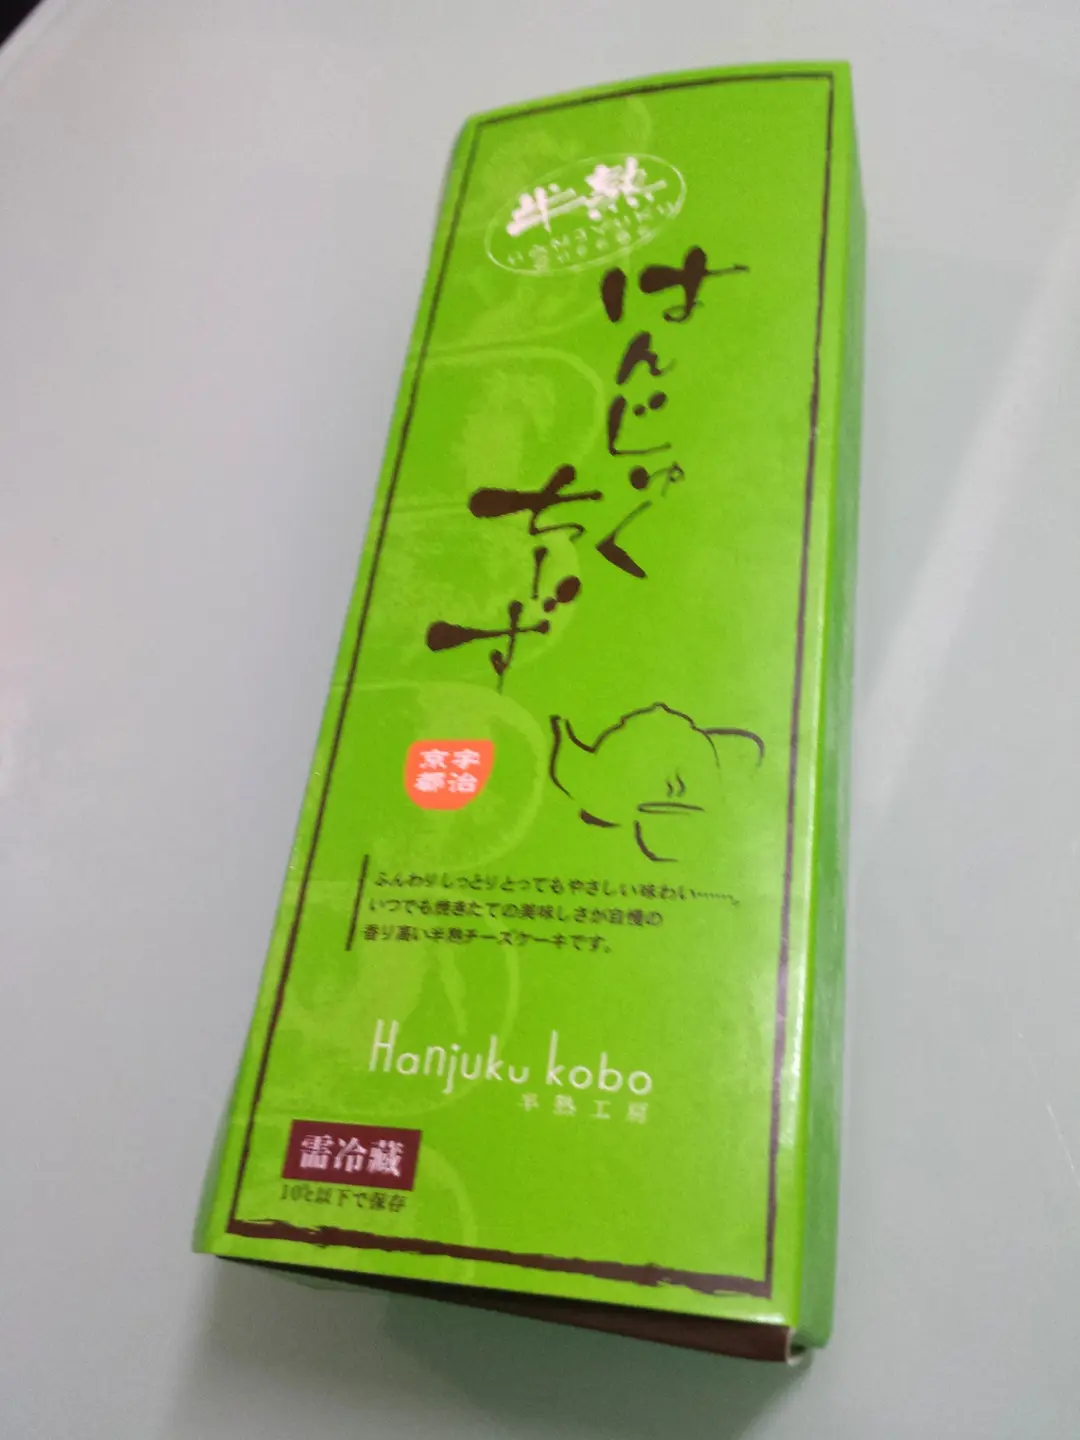 半熟
HANJYUKU
CHEESE
はんじゅく
ちーず
宇治
京都
ふんわりしっとりとってもやさしい味わい……。
いつでも焼きたての美味しさが自慢の
香り高い半熟チーズケーキです。
Hanjuku kobo
半熟工房
需冷藏
10℃以下で保存